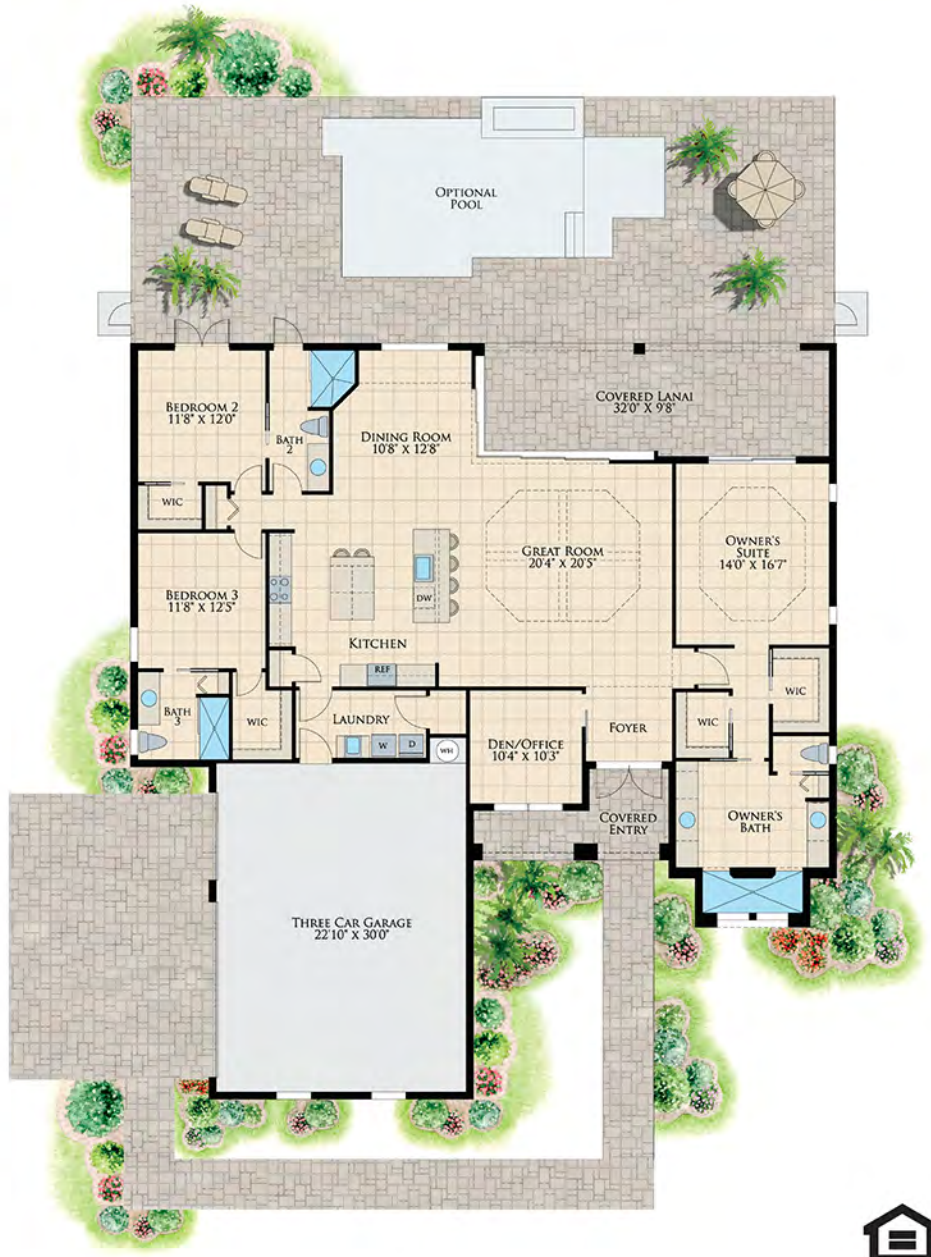 OPTIONAL
POOL
COVERED LANAI
32'0" X 9'8"
BEDROOM 2
11'8" X 12'0"
BATH
2
DINING ROOM
10'8" X 12'8"
WIC
GREAT ROOM
20'4" X 20'5"
OWNER'S
SUITE
14'0" X 16'7"
BEDROOM 3
11'8" X 12'5"
DW
KITCHEN
REF
WIC
BATH
3
WIC
LAUNDRY
W
D
WH
DEN/OFFICE
10'4" X 10'3"
FOYER
WIC
COVERED
ENTRY
OWNER'S
BATH
THREE CAR GARAGE
22'10" X 30'0"